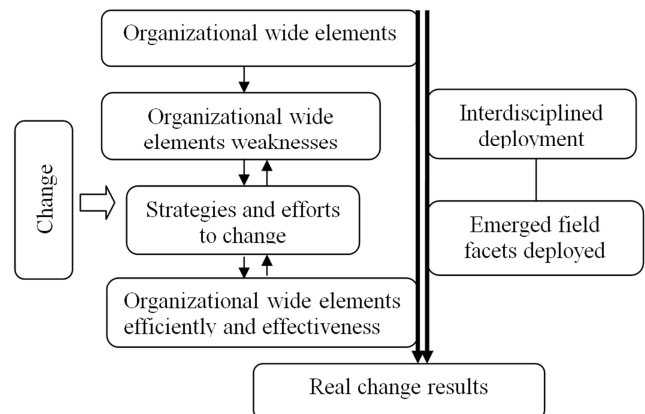 Organizational wide elements
Organizational wide
elements weaknesses
Change
Strategies and efforts
to change
Organizational wide elements
efficiently and effectiveness
Interdisciplined
deployment
Emerged field
facets deployed
Real change results